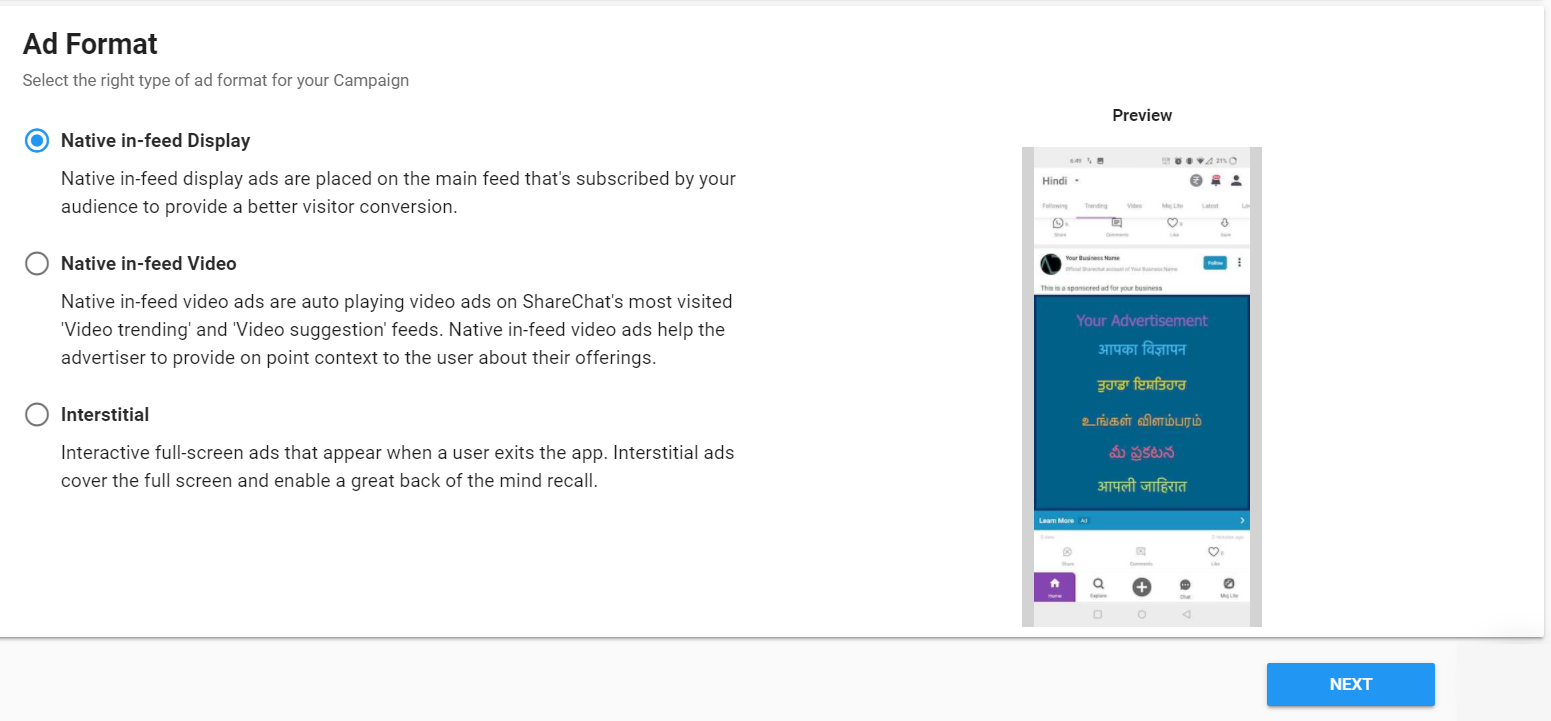 Ad Format
Select the right type of ad format for your Campaign
Native in-feed Display
Native in-feed display ads are placed on the main feed that's subscribed by your
audience to provide a better visitor conversion.
Native in-feed Video
Native in-feed video ads are auto playing video ads on ShareChat's most visited
'Video trending' and 'Video suggestion' feeds. Native in-feed video ads help the
advertiser to provide on point context to the user about their offerings.
Interstitial
Interactive full-screen ads that appear when a user exits the app. Interstitial ads
cover the full screen and enable a great back of the mind recall.
Preview
6:49 21%
Hindi
Following Trending Video Moj Lite Latest
Share Comments Like Save
Your Business Name
Official Sharechat account of Your Business Name
Follow
This is a sponsored ad for your business
Your Advertisement
आपका विज्ञापन
ਤੁਹਾਡਾ ਇਸ਼ਤਿਹਾਰ
உங்கள் விளம்பரம்
మీ ప్రకటన
आपली जाहिरात
Learn More Ad
2 minutes ago
Share Comments Like
Home Explore Chat Moj Lite
NEXT